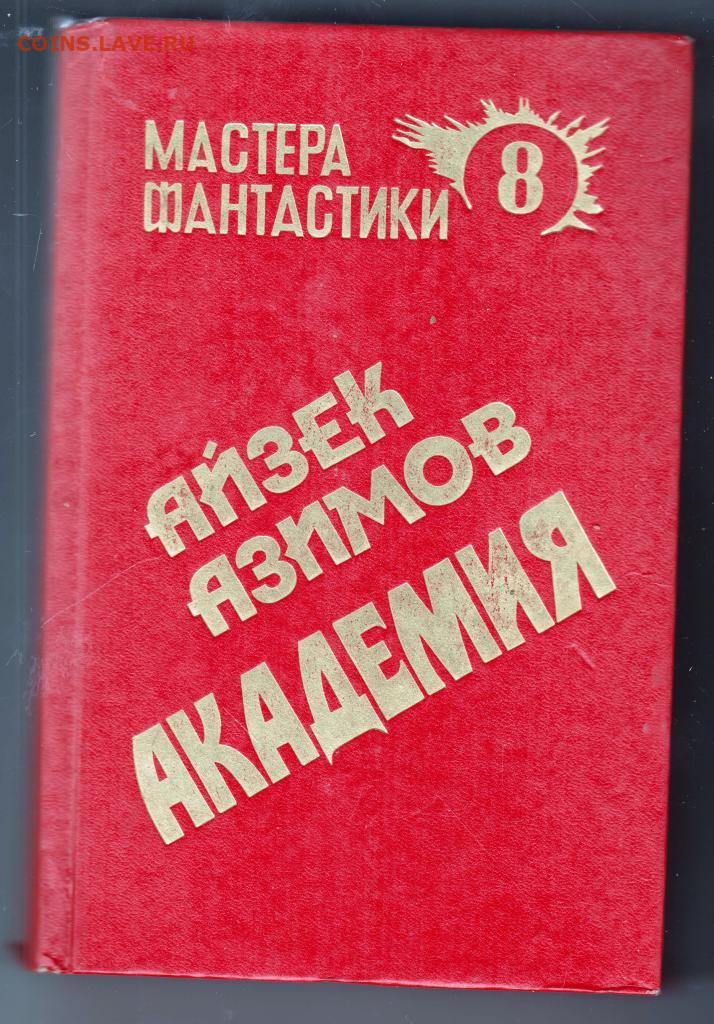 COINS.LAVE.RU
МАСТЕРА
ФАНТАСТИКИ
8
АЙЗЕК
АЗИМОВ
АКАДЕМИЯ